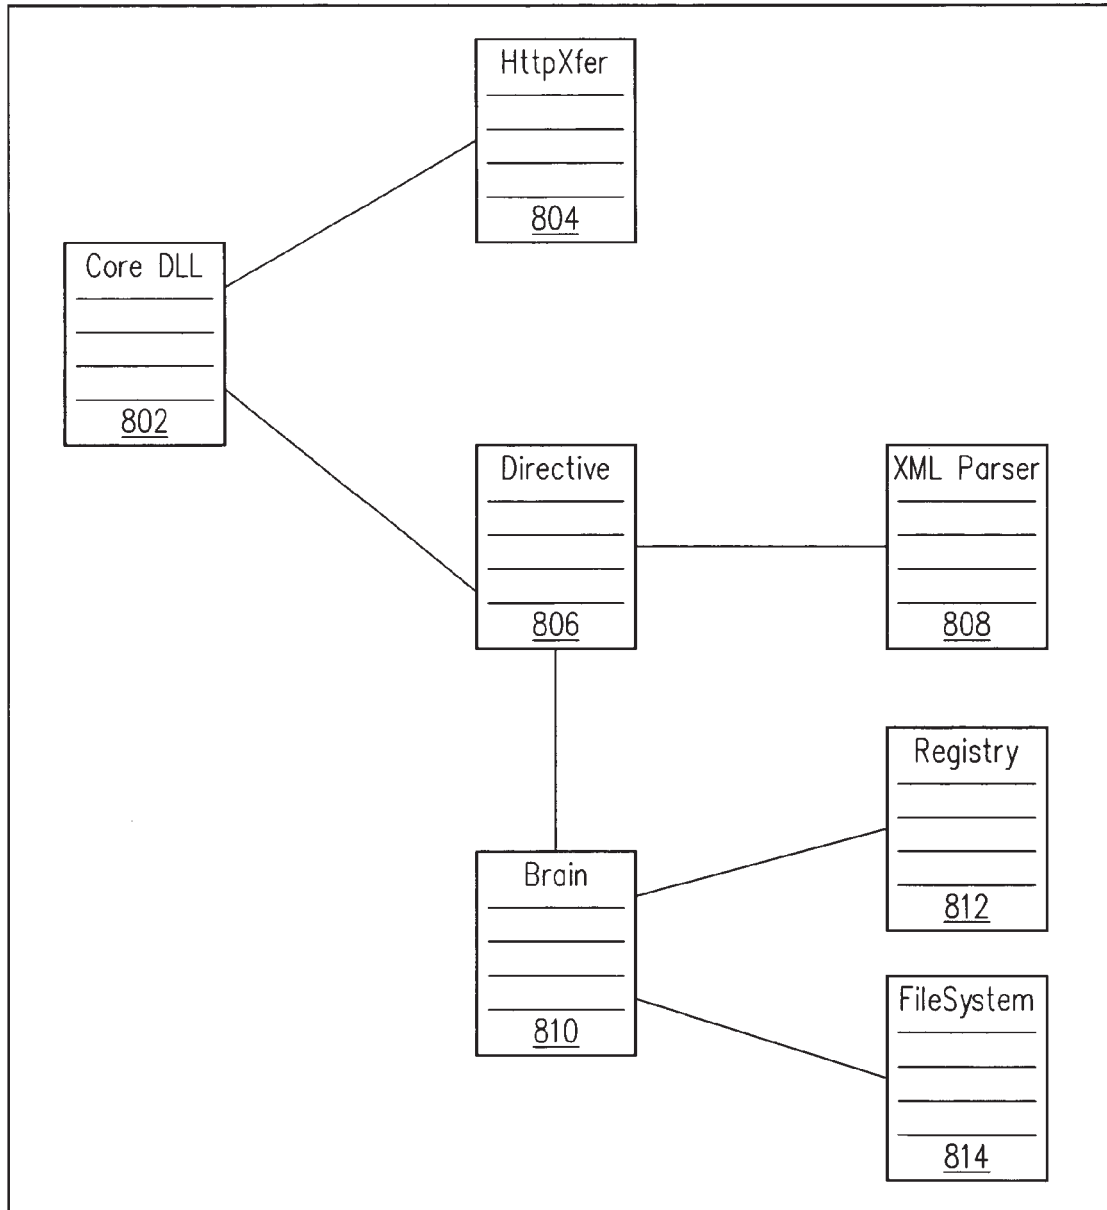 HttpXfer
804
Core DLL
802
Directive
806
XML Parser
808
Registry
812
Brain
810
FileSystem
814